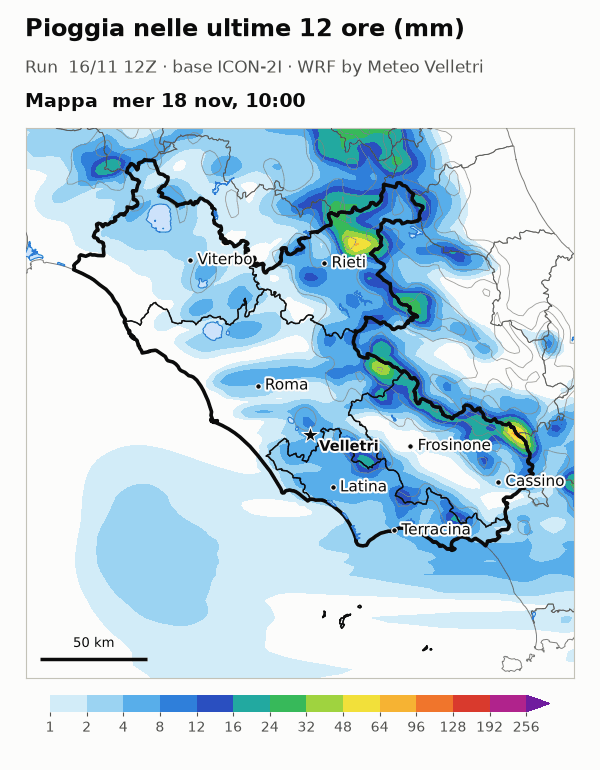 Pioggia nelle ultime 12 ore (mm)
Run  16/11 12Z · base ICON-2I · WRF by Meteo Velletri
Mappa  mer 18 nov, 10:00
Viterbo
Rieti
Roma
Velletri
Frosinone
Cassino
Latina
Terracina
50 km
1 2 4 8 12 16 24 32 48 64 96 128 192 256